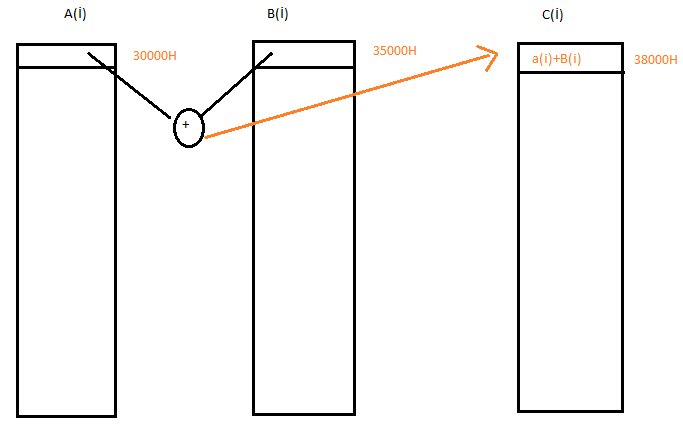 A(İ)
B(İ)
C(İ)
30000H
35000H
a(i)+B(İ)
38000H
+